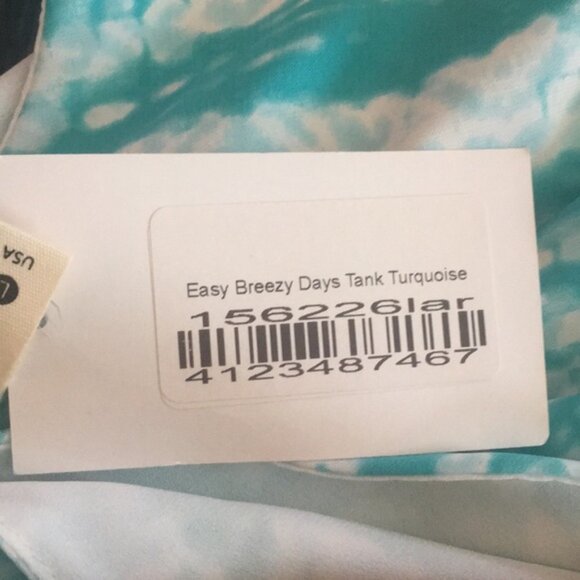 Easy Breezy Days Tank Turquoise
156226lar
4123487467
L
USA